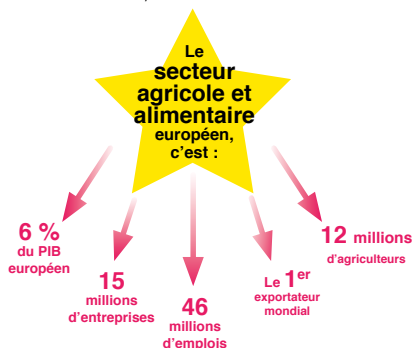 Le
secteur
agricole et
alimentaire
européen,
c'est :
6 %
du PIB
européen
15
millions
d'entreprises
46
millions
d'emplois
Le 1er
exportateur
mondial
12 millions
d'agriculteurs